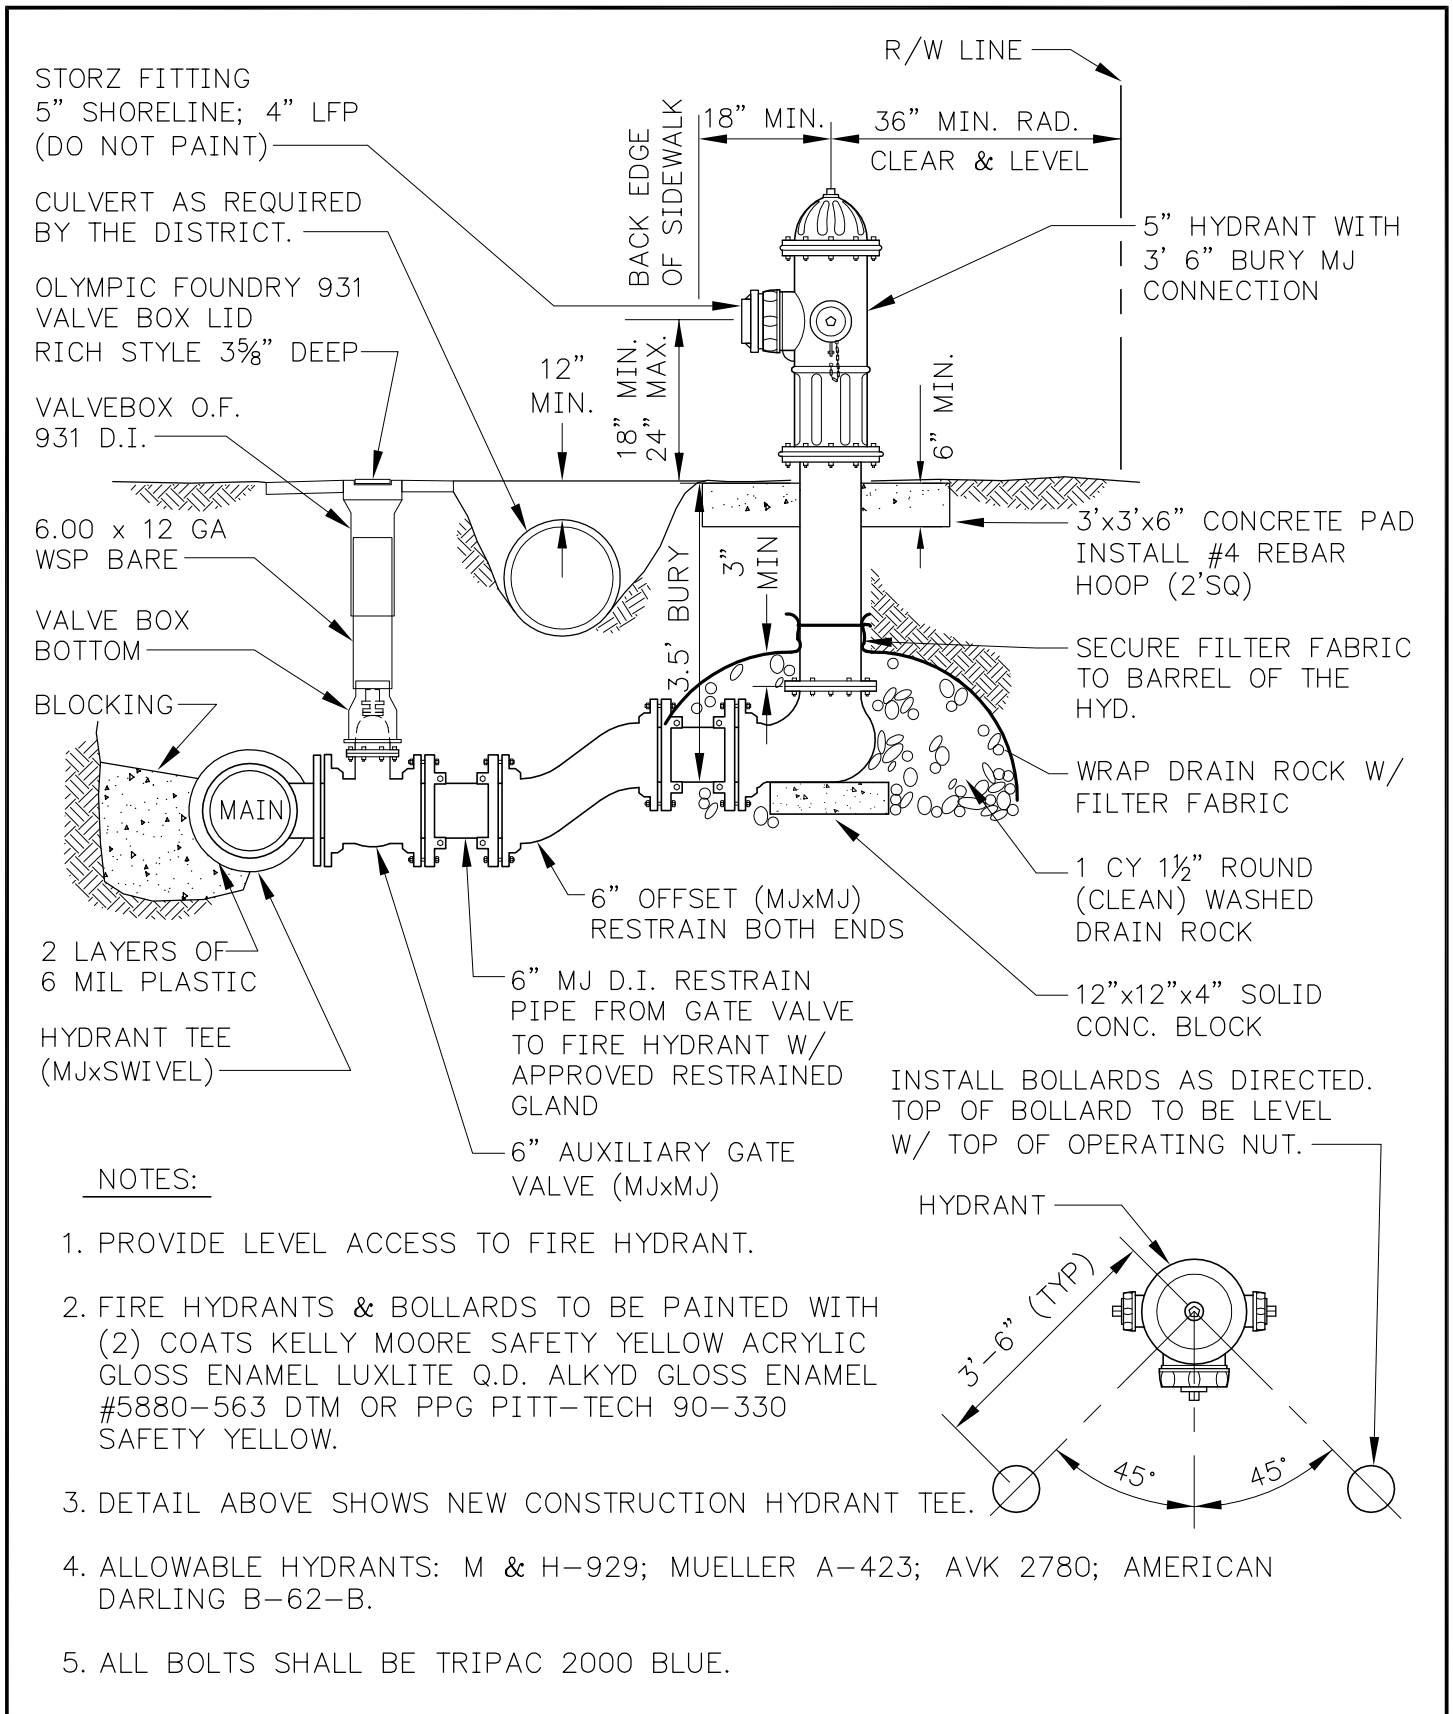 R/W LINE
STORZ FITTING
5" SHORELINE; 4" LFP
(DO NOT PAINT)
BACK EDGE
OF SIDEWALK
18" MIN.
36" MIN. RAD.
CLEAR & LEVEL
CULVERT AS REQUIRED
BY THE DISTRICT.
5" HYDRANT WITH
3' 6" BURY MJ
CONNECTION
OLYMPIC FOUNDRY 931
VALVE BOX LID
RICH STYLE 3⅝" DEEP
12"
MIN.
18" MIN.
24" MAX.
6" MIN.
VALVEBOX O.F.
931 D.I.
6.00 x 12 GA
WSP BARE
3'x3'x6" CONCRETE PAD
INSTALL #4 REBAR
HOOP (2'SQ)
3"
MIN
3.5' BURY
VALVE BOX
BOTTOM
SECURE FILTER FABRIC
TO BARREL OF THE
HYD.
BLOCKING
MAIN
WRAP DRAIN ROCK W/
FILTER FABRIC
1 CY 1½" ROUND
(CLEAN) WASHED
DRAIN ROCK
6" OFFSET (MJxMJ)
RESTRAIN BOTH ENDS
2 LAYERS OF
6 MIL PLASTIC
6" MJ D.I. RESTRAIN
PIPE FROM GATE VALVE
TO FIRE HYDRANT W/
APPROVED RESTRAINED
GLAND
12"x12"x4" SOLID
CONC. BLOCK
HYDRANT TEE
(MJxSWIVEL)
INSTALL BOLLARDS AS DIRECTED.
TOP OF BOLLARD TO BE LEVEL
W/ TOP OF OPERATING NUT.
6" AUXILIARY GATE
VALVE (MJxMJ)
HYDRANT
3'-6" (TYP)
45°
45°
NOTES:
1. PROVIDE LEVEL ACCESS TO FIRE HYDRANT.
2. FIRE HYDRANTS & BOLLARDS TO BE PAINTED WITH
(2) COATS KELLY MOORE SAFETY YELLOW ACRYLIC
GLOSS ENAMEL LUXLITE Q.D. ALKYD GLOSS ENAMEL
#5880-563 DTM OR PPG PITT-TECH 90-330
SAFETY YELLOW.
3. DETAIL ABOVE SHOWS NEW CONSTRUCTION HYDRANT TEE.
4. ALLOWABLE HYDRANTS: M & H-929; MUELLER A-423; AVK 2780; AMERICAN
DARLING B-62-B.
5. ALL BOLTS SHALL BE TRIPAC 2000 BLUE.